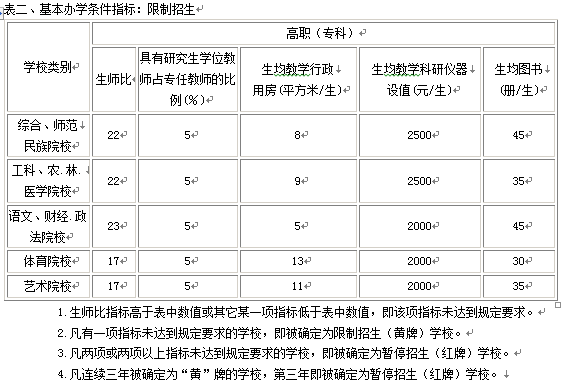 表二、基本办学条件指标：限制招生
学校类别
高职（专科）
生师比
具有研究生学位教
师占专任教师的比
例(%)
生均教学行政
用房(平方米/生)
生均教学科研仪器
设值(元/生)
生均图书
(册/生)
综合、师范
民族院校
22 5 8 2500 45
工科、农.林.
医学院校
22 5 9 2500 35
语文、财经.政
法院校
23 5 5 2000 45
体育院校 17 5 13 2000 30
艺术院校 17 5 11 2000 35
1. 生师比指标高于表中数值或其它某一项指标低于表中数值，即该项指标未达到规定要求。
2. 凡有一项指标未达到规定要求的学校，即被确定为限制招生（黄牌）学校。
3. 凡两项或两项以上指标未达到规定要求的学校，即被确定为暂停招生（红牌）学校。
4. 凡连续三年被确定为“黄”牌的学校，第三年即被确定为暂停招生（红牌）学校。